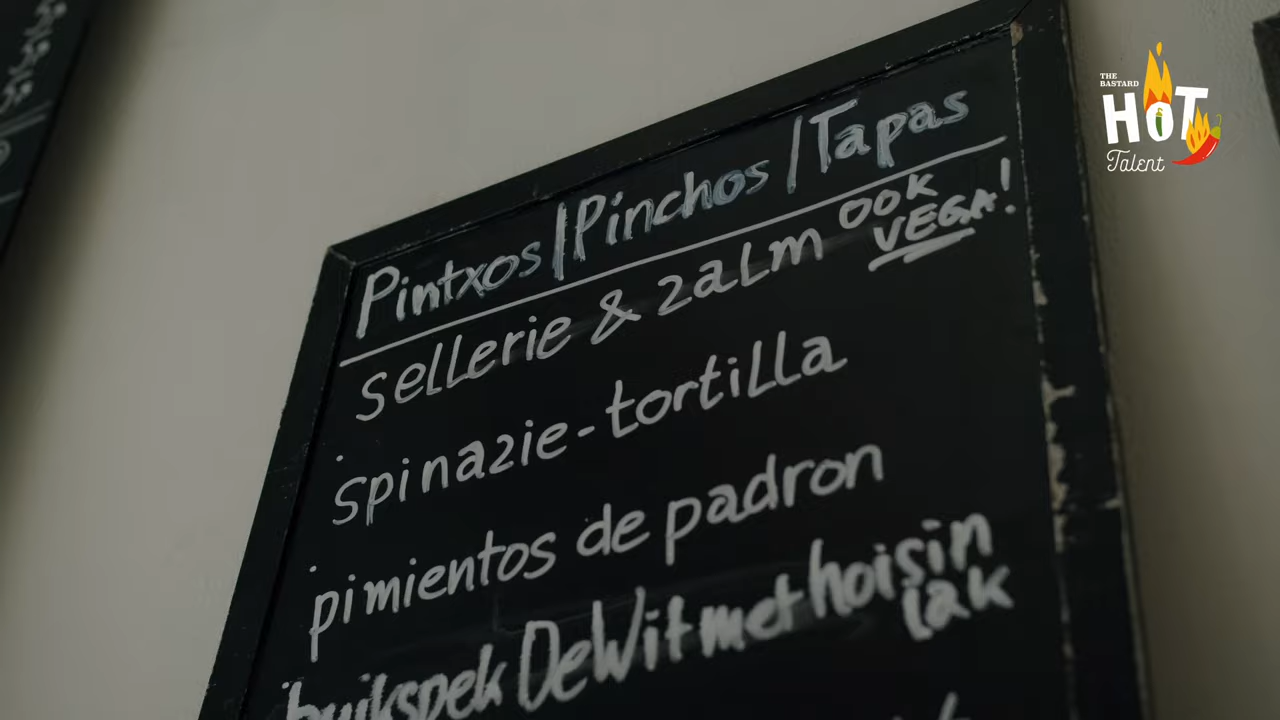 Pintxos/Pinchos/Tapas
sellerie & zalm OOK VEGA!
spinazie-tortilla
pimientos de padron
buikspek DeWit met hoisin
lak
THE BASTARD
HOT
Talent